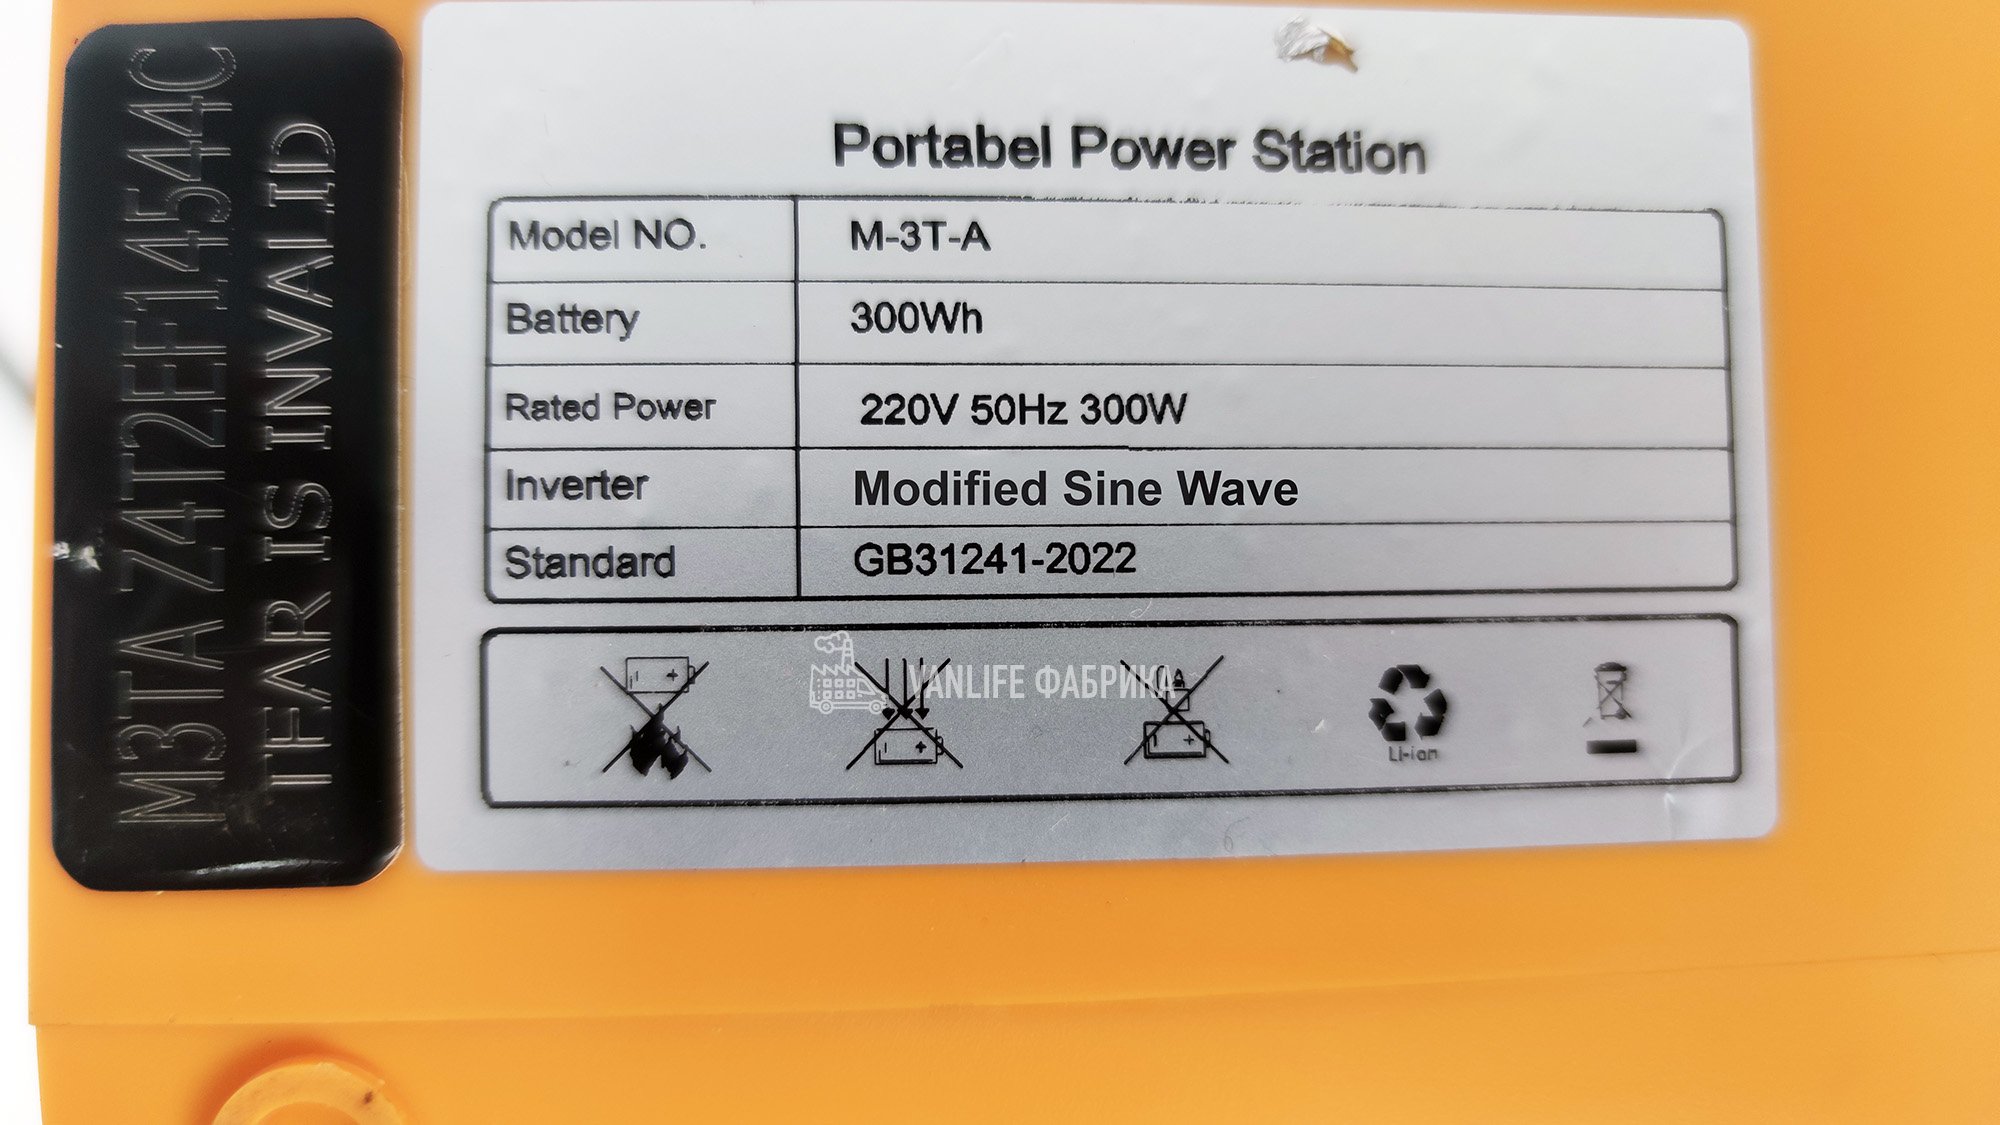 M3TA Z4T2EF14544C
TEAR IS INVALID
Portabel Power Station
Model NO. M-3T-A
Battery 300Wh
Rated Power 220V 50Hz 300W
Inverter Modified Sine Wave
Standard GB31241-2022
VANLIFE ФАБРИКА
Li-ion